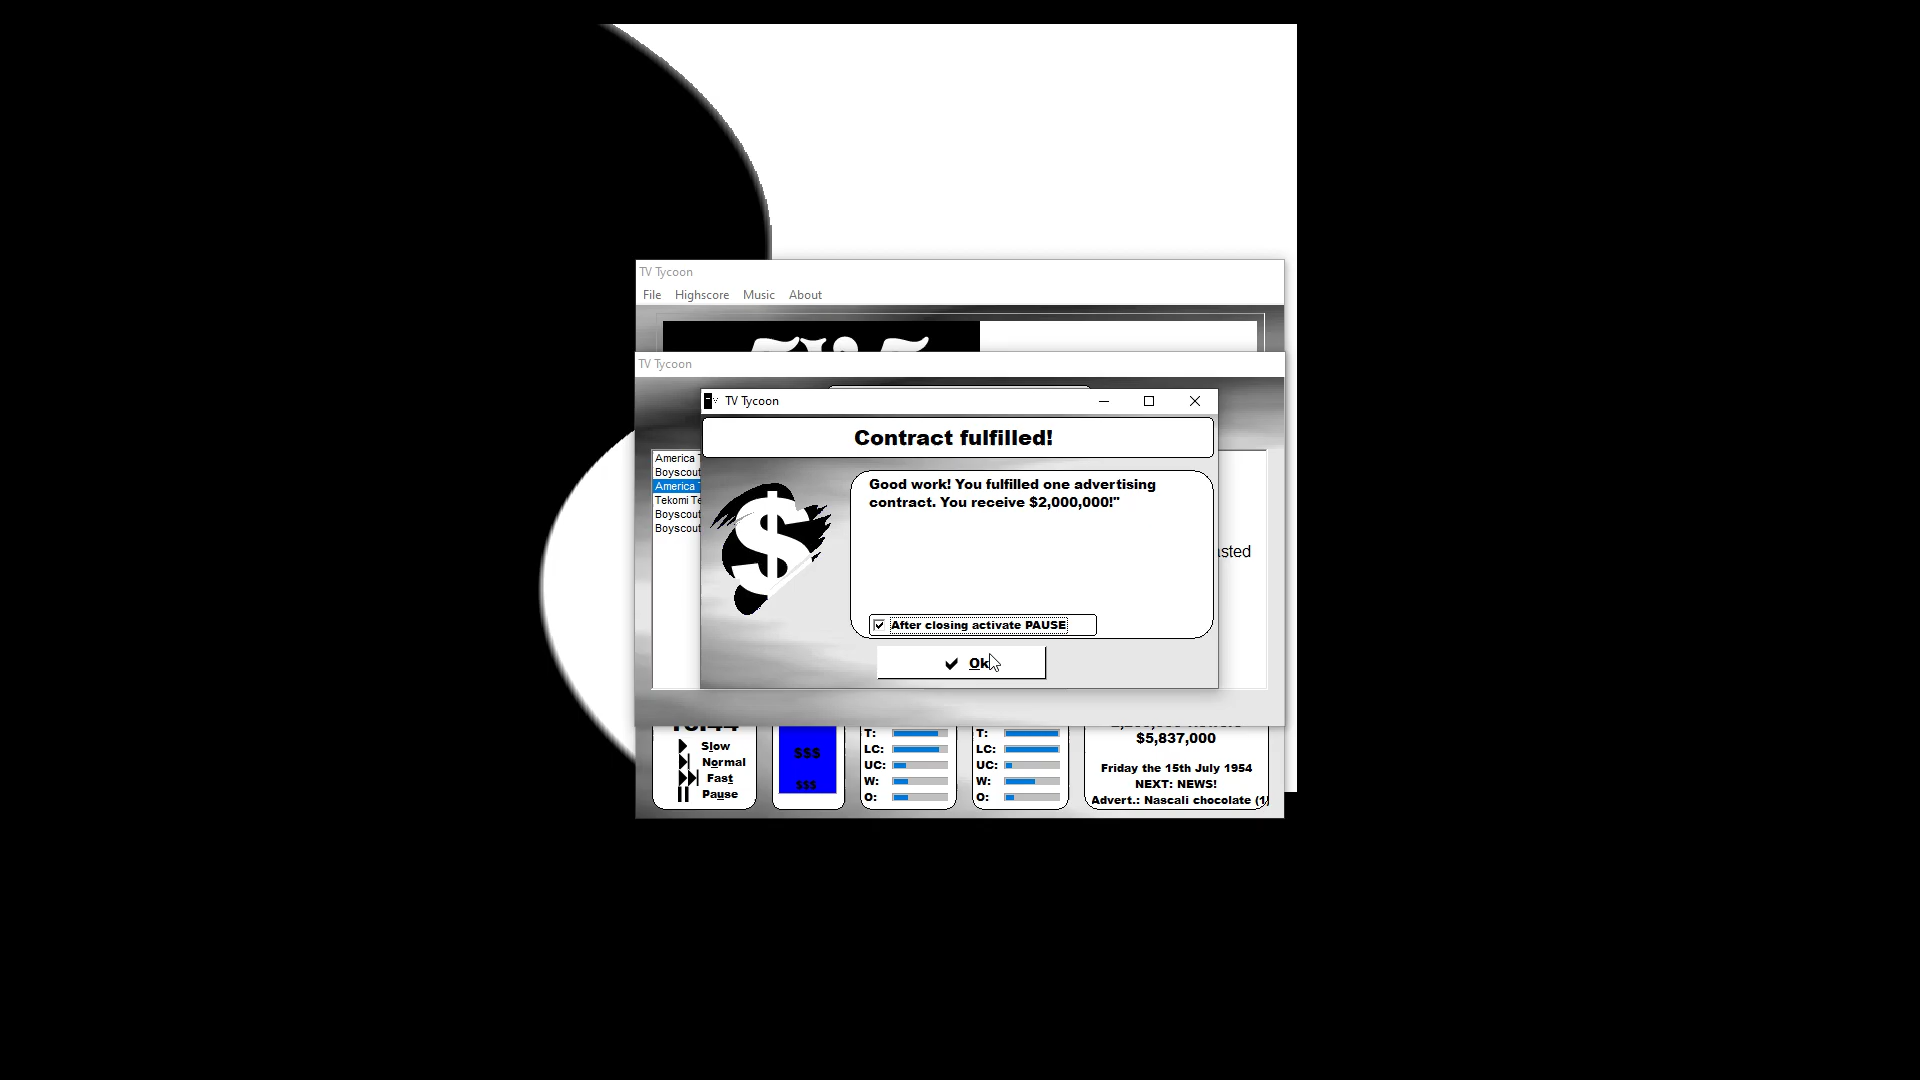 TV Tycoon
File Highscore Music About
TV Tycoon
TV Tycoon
Contract fulfilled!
America
Boyscout
America
Tekomi
Boyscout
Boyscout
Good work! You fulfilled one advertising
contract. You receive $2,000,000!"
After closing activate PAUSE
Ok
Slow
Normal
Fast
Pause
$$$
$$$
T:
LC:
UC:
W:
O:
T:
LC:
UC:
W:
O:
$5,837,000
Friday the 15th July 1954
NEXT: NEWS!
Advert.: Nascali chocolate (1)